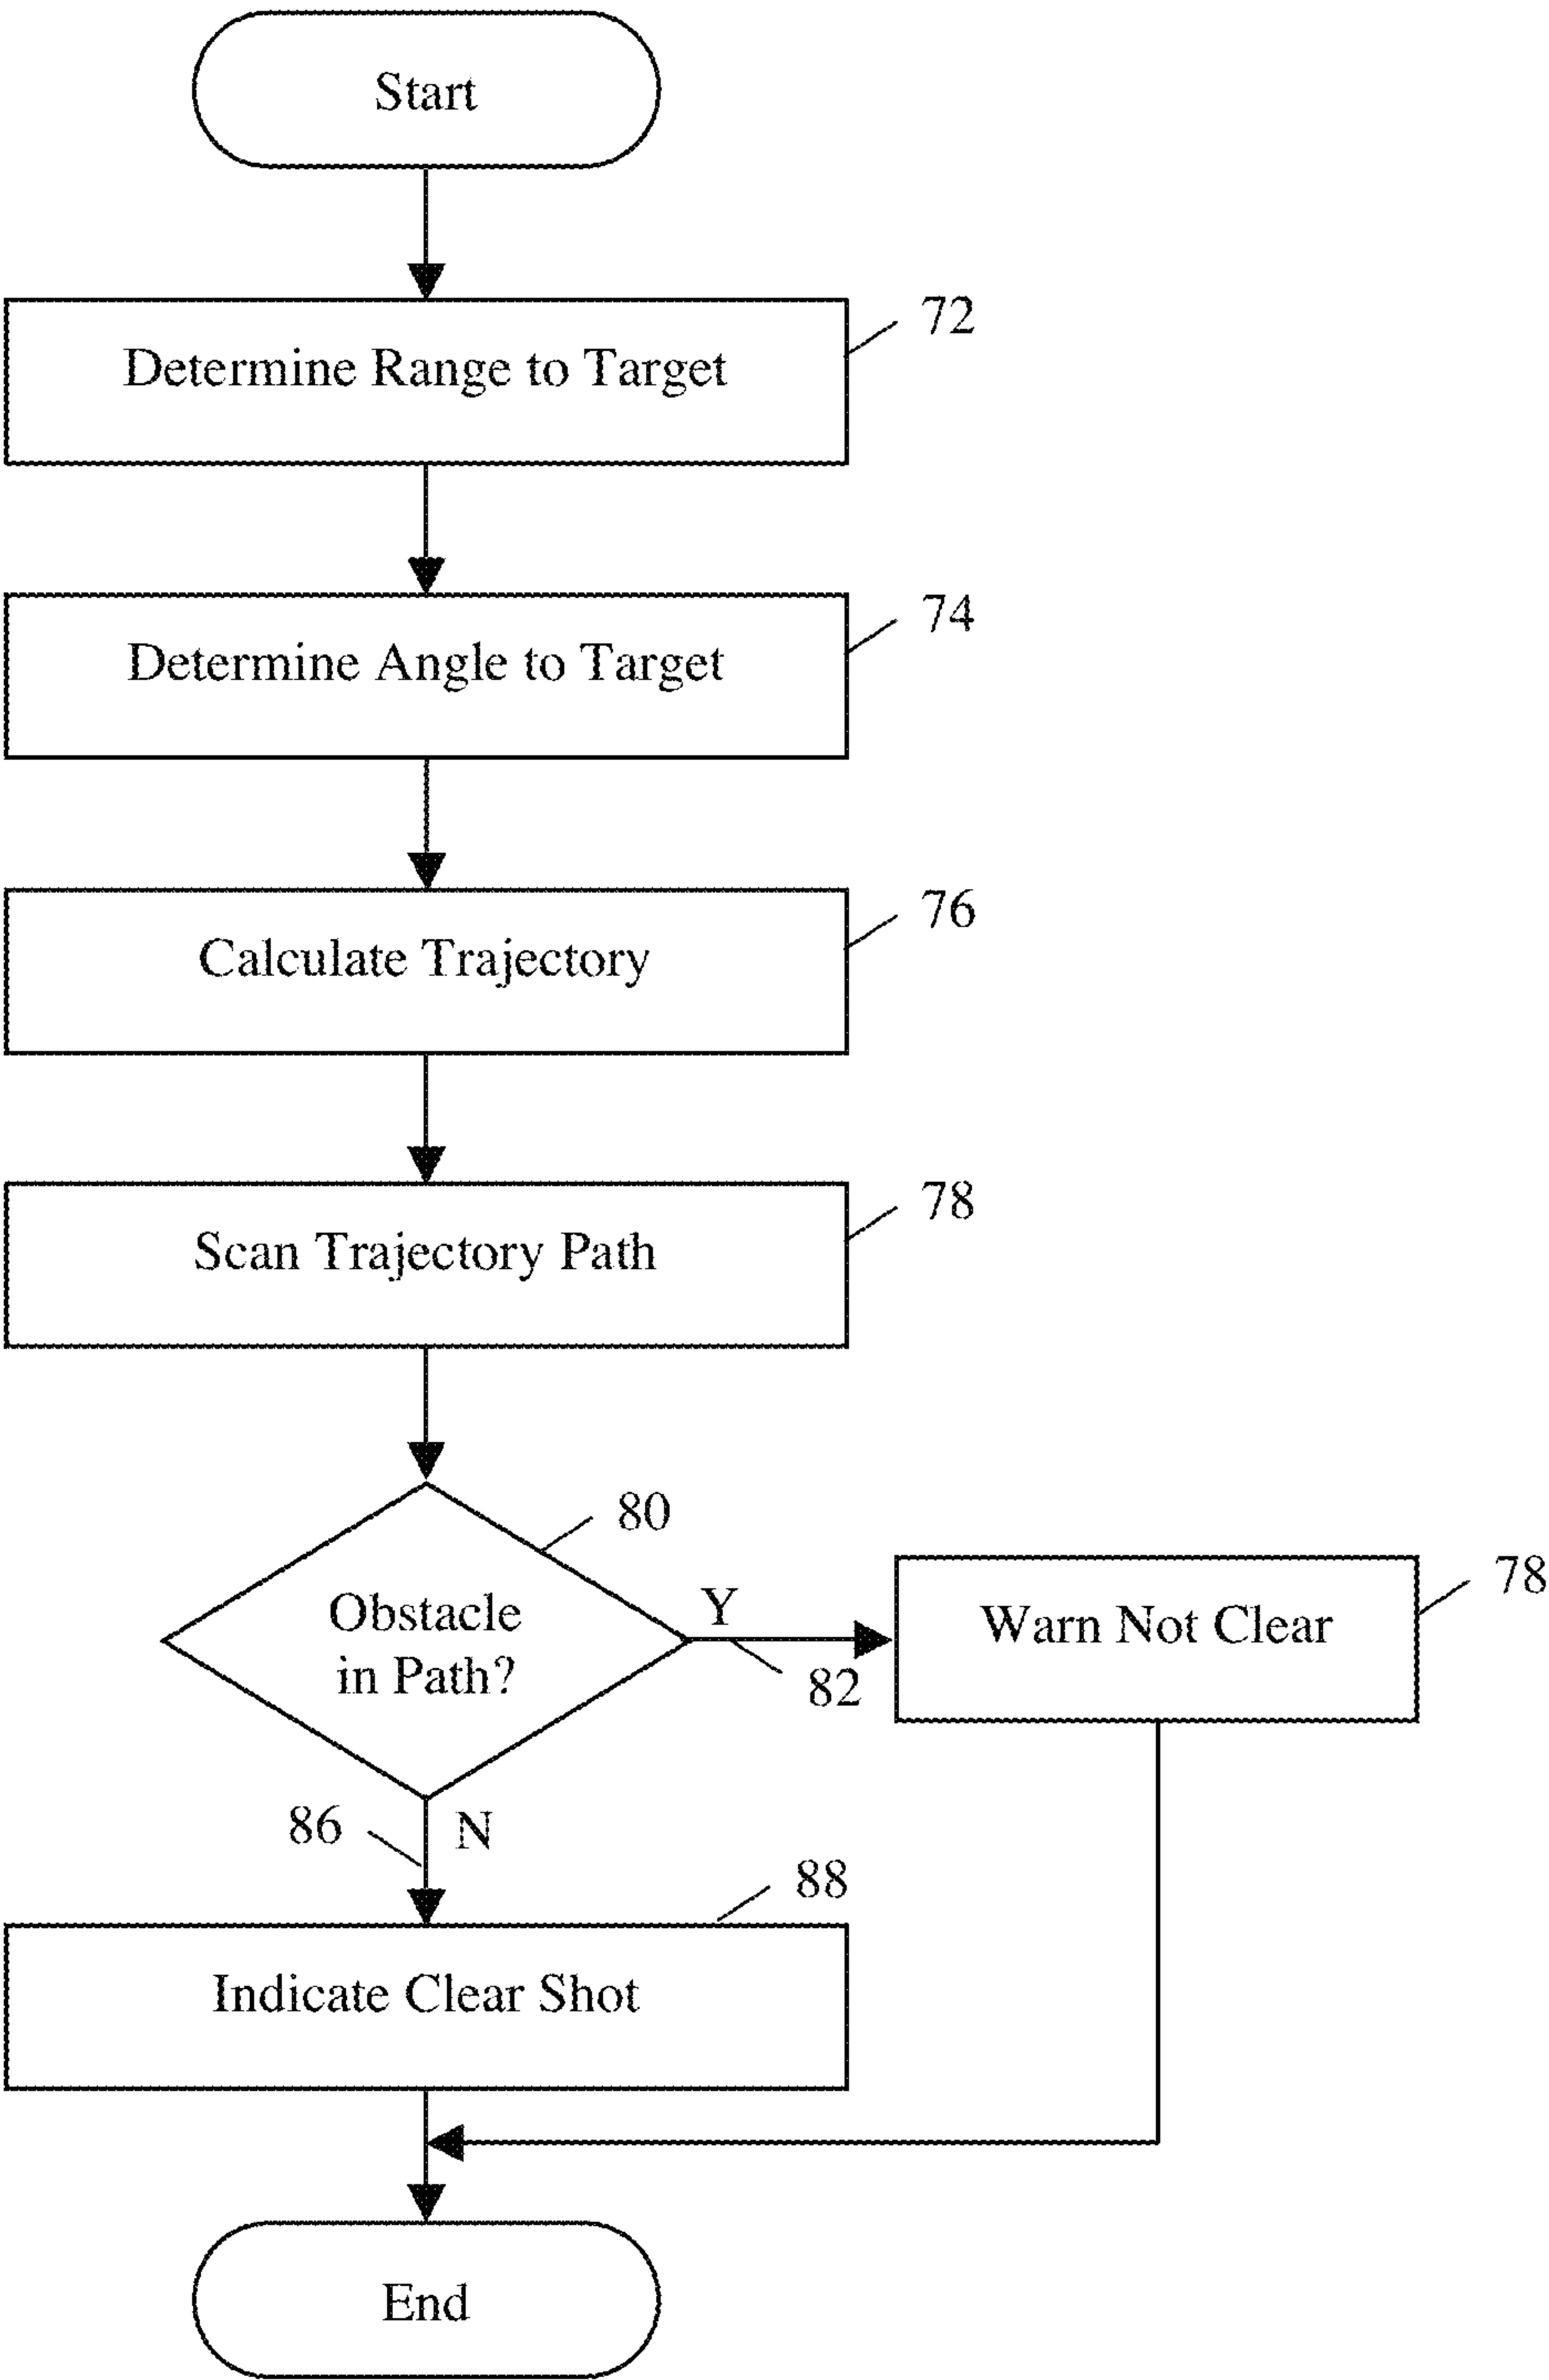 Start
72
Determine Range to Target
74
Determine Angle to Target
76
Calculate Trajectory
78
Scan Trajectory Path
80
Obstacle
in Path?
Y
82
78
Warn Not Clear
86
N
88
Indicate Clear Shot
End